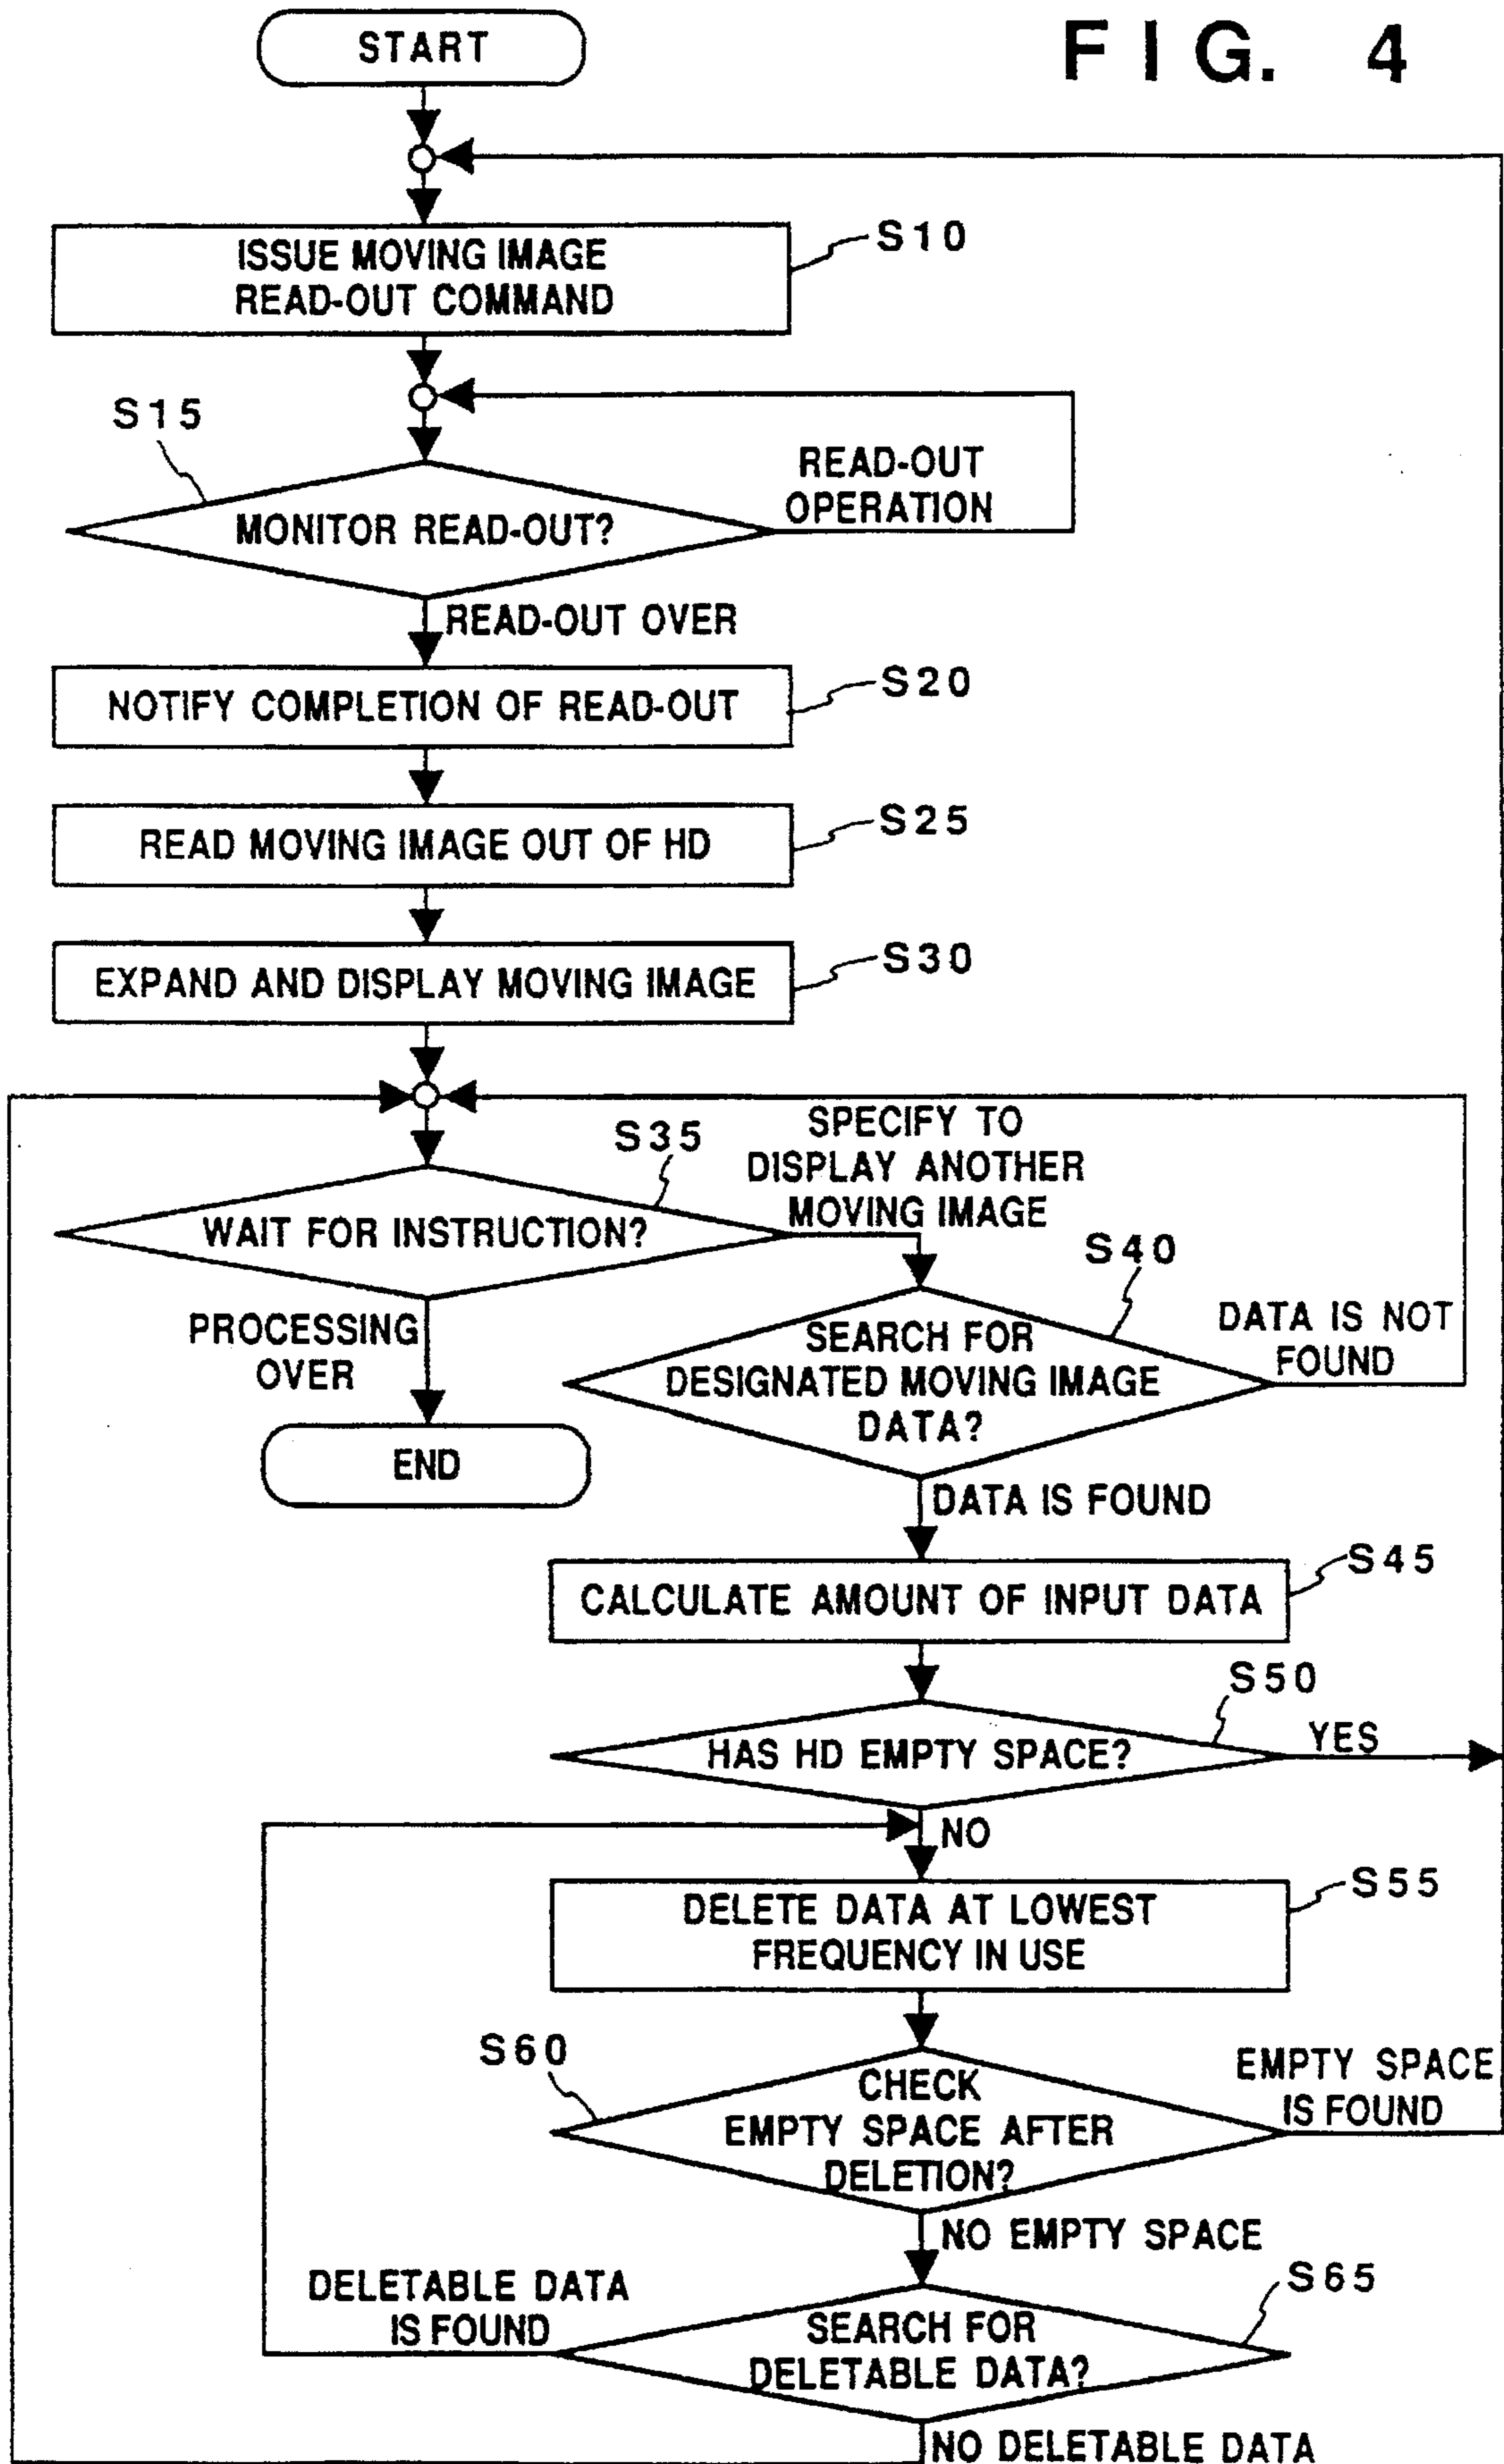 START
FIG. 4
ISSUE MOVING IMAGE
READ-OUT COMMAND
S10
S15
MONITOR READ-OUT?
READ-OUT
OPERATION
READ-OUT OVER
NOTIFY COMPLETION OF READ-OUT
S20
READ MOVING IMAGE OUT OF HD
S25
EXPAND AND DISPLAY MOVING IMAGE
S30
S35
WAIT FOR INSTRUCTION?
SPECIFY TO
DISPLAY ANOTHER
MOVING IMAGE
PROCESSING
OVER
END
S40
SEARCH FOR
DESIGNATED MOVING IMAGE
DATA?
DATA IS NOT
FOUND
DATA IS FOUND
CALCULATE AMOUNT OF INPUT DATA
S45
HAS HD EMPTY SPACE?
S50
YES
NO
DELETE DATA AT LOWEST
FREQUENCY IN USE
S55
S60
CHECK
EMPTY SPACE AFTER
DELETION?
EMPTY SPACE
IS FOUND
NO EMPTY SPACE
DELETABLE DATA
IS FOUND
SEARCH FOR
DELETABLE DATA?
S65
NO DELETABLE DATA